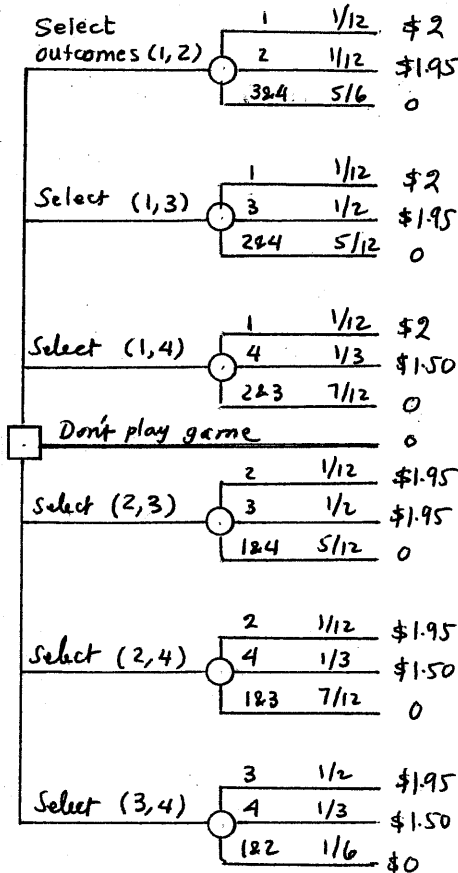 Select
outcomes (1,2)
1 1/12 $2
2 1/12 $1.95
3&4 5/6 0
Select (1,3)
1 1/12 $2
3 1/2 $1.95
2&4 5/12 0
Select (1,4)
1 1/12 $2
4 1/3 $1.50
2&3 7/12 0
Don't play game 0
Select (2,3)
2 1/12 $1.95
3 1/2 $1.95
1&4 5/12 0
Select (2,4)
2 1/12 $1.95
4 1/3 $1.50
1&3 7/12 0
Select (3,4)
3 1/2 $1.95
4 1/3 $1.50
1&2 1/6 $0